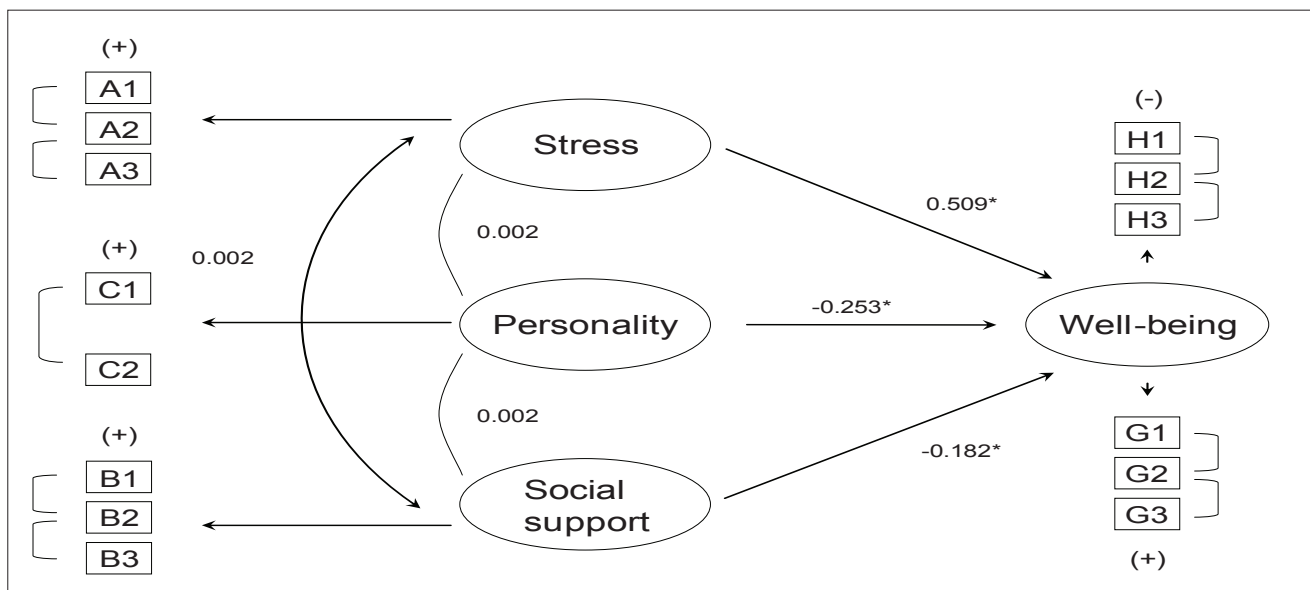 (+)
A1
A2
A3
(+)
C1
C2
(+)
B1
B2
B3
0.002
Stress
0.002
Personality
0.002
Social
support
0.509*
-0.253*
-0.182*
(-)
H1
H2
H3
Well-being
G1
G2
G3
(+)